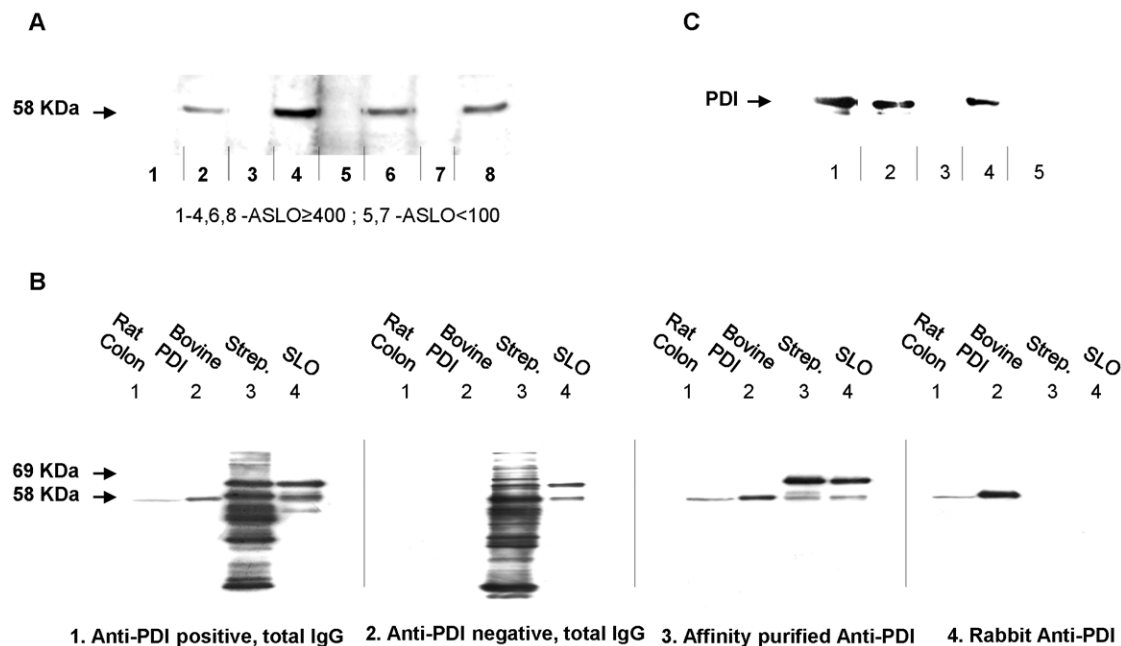 A
C
58 KDa
PDI
1 2 3 4 5 6 7 8
1 2 3 4 5
1-4,6,8 -ASLO≥400 ; 5,7 -ASLO<100
B
Rat Colon Bovine PDI Strep. SLO Rat Colon Bovine PDI Strep. SLO Rat Colon Bovine PDI Strep. SLO Rat Colon Bovine PDI Strep. SLO
1 2 3 4 1 2 3 4 1 2 3 4 1 2 3 4
69 KDa
58 KDa
1. Anti-PDI positive, total IgG 2. Anti-PDI negative, total IgG 3. Affinity purified Anti-PDI 4. Rabbit Anti-PDI